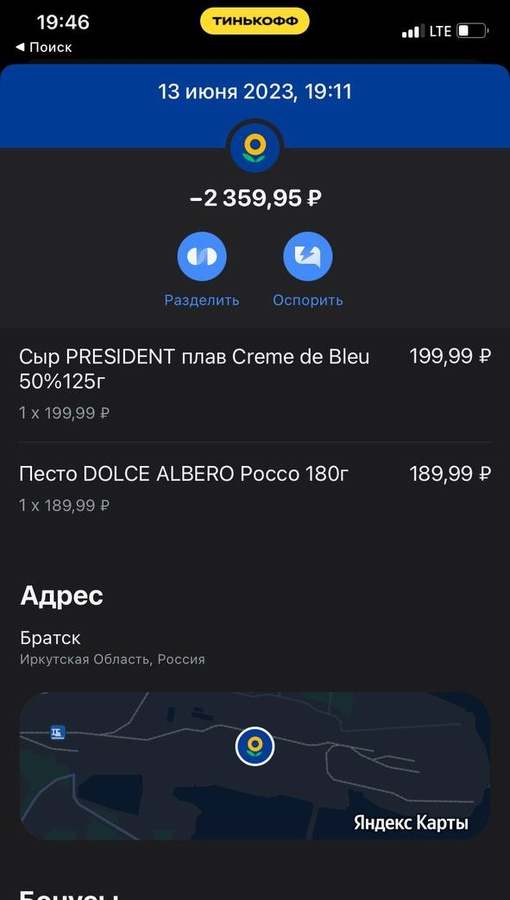 19:46
ТИНЬКОФФ
LTE
◀ Поиск
13 июня 2023, 19:11
−2 359,95 ₽
Разделить
Оспорить
Сыр PRESIDENT плав Creme de Bleu 199,99 ₽
50%125г
1 x 199,99 ₽
Песто DOLCE ALBERO Россо 180г 189,99 ₽
1 x 189,99 ₽
Адрес
Братск
Иркутская Область, Россия
Яндекс Карты
Бонусы